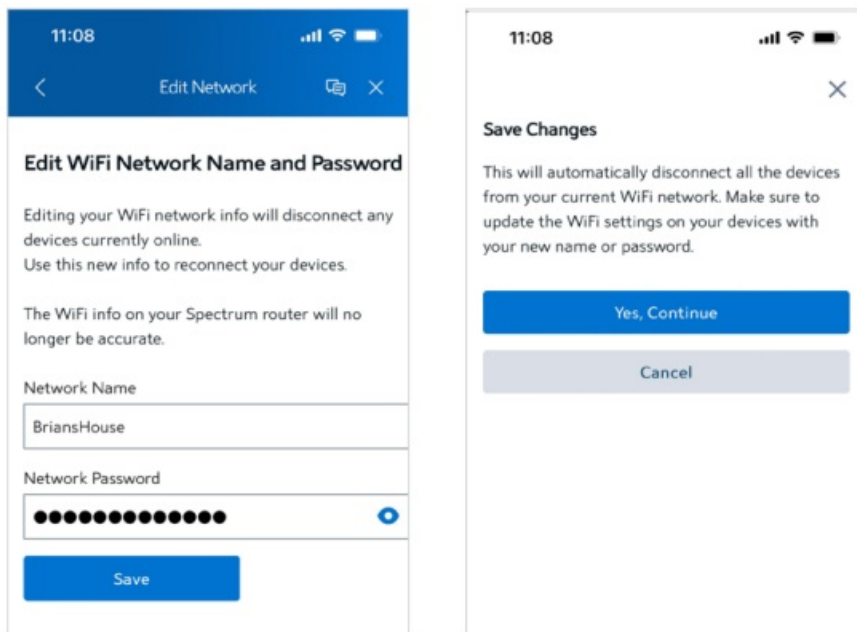 11:08
Edit Network
Edit WiFi Network Name and Password
Editing your WiFi network info will disconnect any
devices currently online.
Use this new info to reconnect your devices.
The WiFi info on your Spectrum router will no
longer be accurate.
Network Name
BriansHouse
Network Password
●●●●●●●●●●●●●
Save
11:08
Save Changes
This will automatically disconnect all the devices
from your current WiFi network. Make sure to
update the WiFi settings on your devices with
your new name or password.
Yes, Continue
Cancel